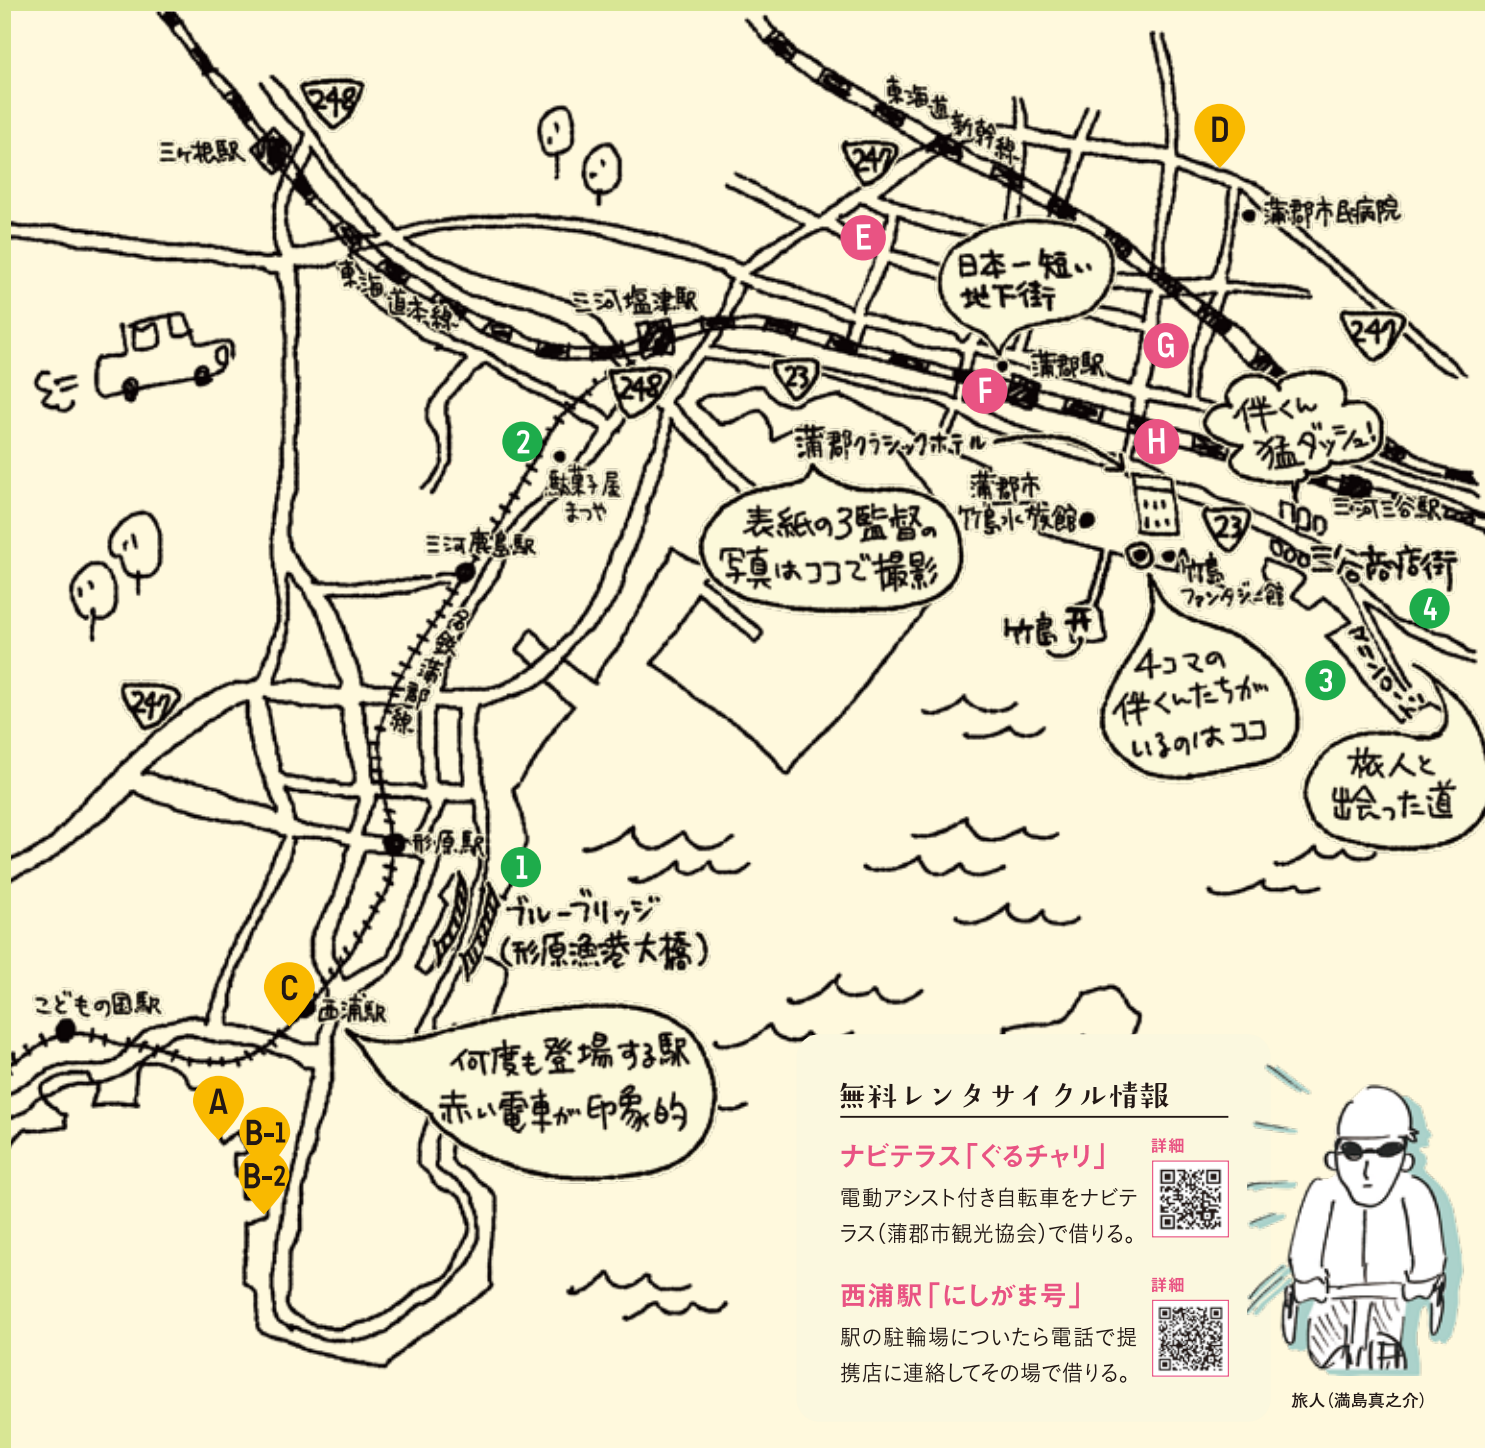 248
三ヶ根駅
東海道本線
三河塩津駅
248
東海道新幹線
247
D
蒲郡市民病院
E
日本一短い
地下街
247
G
蒲郡駅
F
23
H
伴くん
猛ダッシュ!
2
駄菓子屋
まつや
蒲郡クラシックホテル
表紙の3監督の
写真はココで撮影
蒲郡市
竹島水族館
23
三河三谷駅
三谷商店街
4
竹島
ファンタジー館
竹島
三河鹿島駅
名鉄蒲郡線
247
4コマの
伴くんたちが
いるのはココ
3
マリンロード
旅人と
出会った道
形原駅
1
ブルーブリッジ
(形原漁港大橋)
こどもの国駅
C
西浦駅
何度も登場する駅
赤い電車が印象的
A
B-1
B-2
無料レンタサイクル情報
ナビテラス「ぐるチャリ」
詳細
電動アシスト付き自転車をナビテ
ラス(蒲郡市観光協会)で借りる。
西浦駅「にしがま号」
詳細
駅の駐輪場についたら電話で提
携店に連絡してその場で借りる。
旅人(満島真之介)